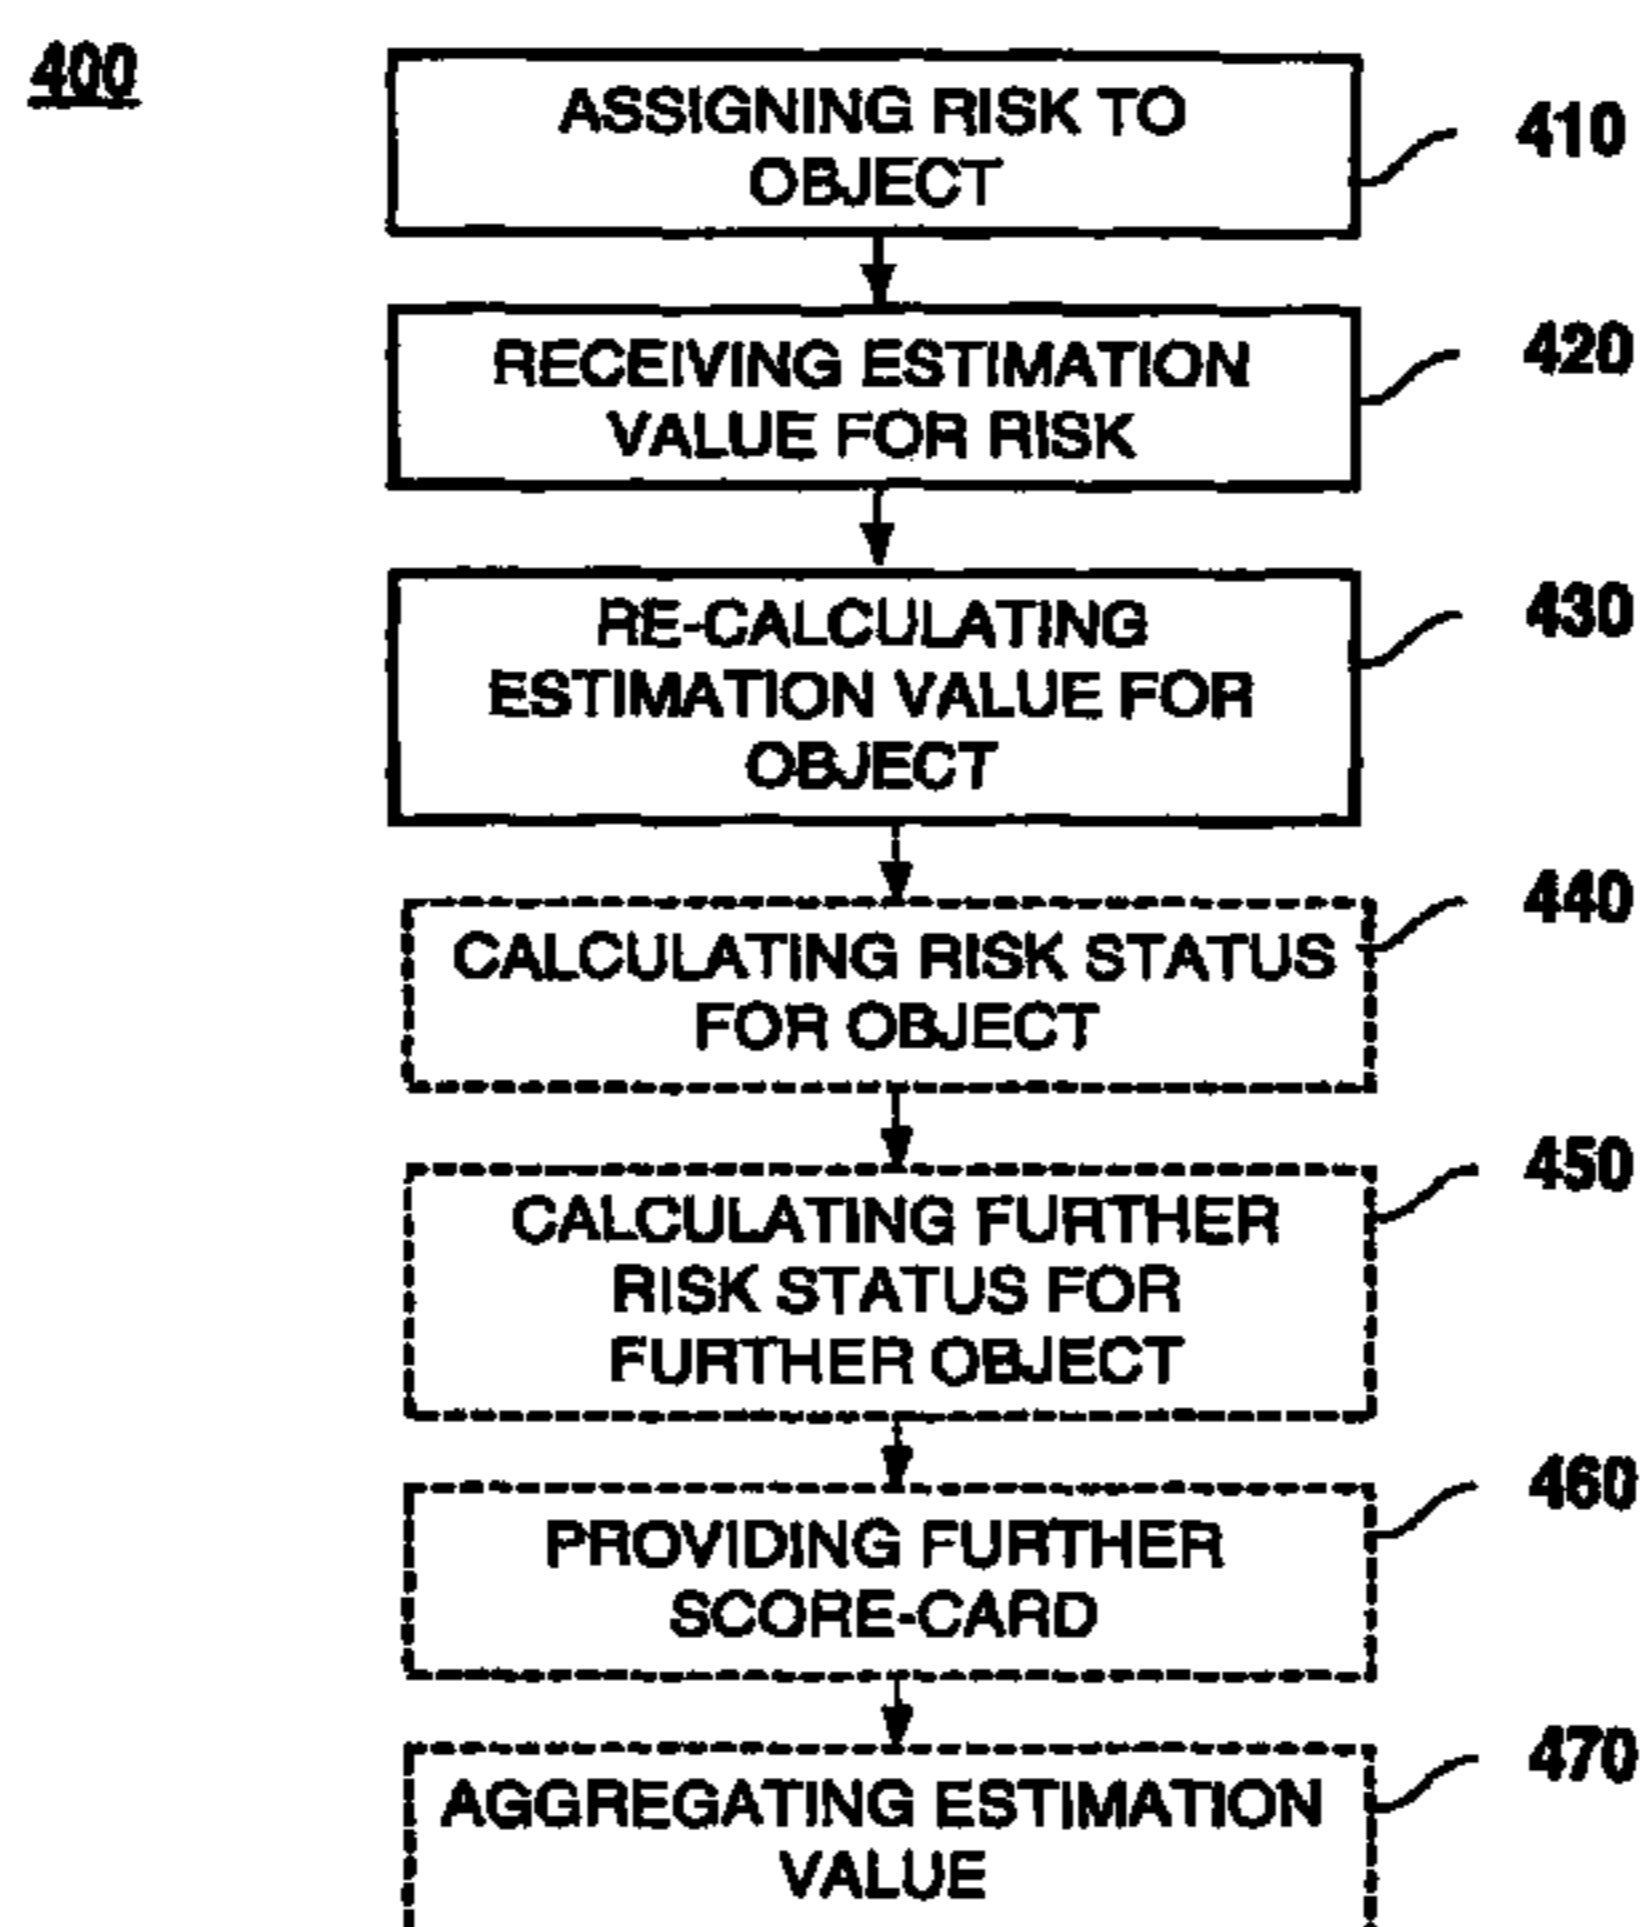 400
ASSIGNING RISK TO
OBJECT
410
RECEIVING ESTIMATION
VALUE FOR RISK
420
RE-CALCULATING
ESTIMATION VALUE FOR
OBJECT
430
CALCULATING RISK STATUS
FOR OBJECT
440
CALCULATING FURTHER
RISK STATUS FOR
FURTHER OBJECT
450
PROVIDING FURTHER
SCORE-CARD
460
AGGREGATING ESTIMATION
VALUE
470